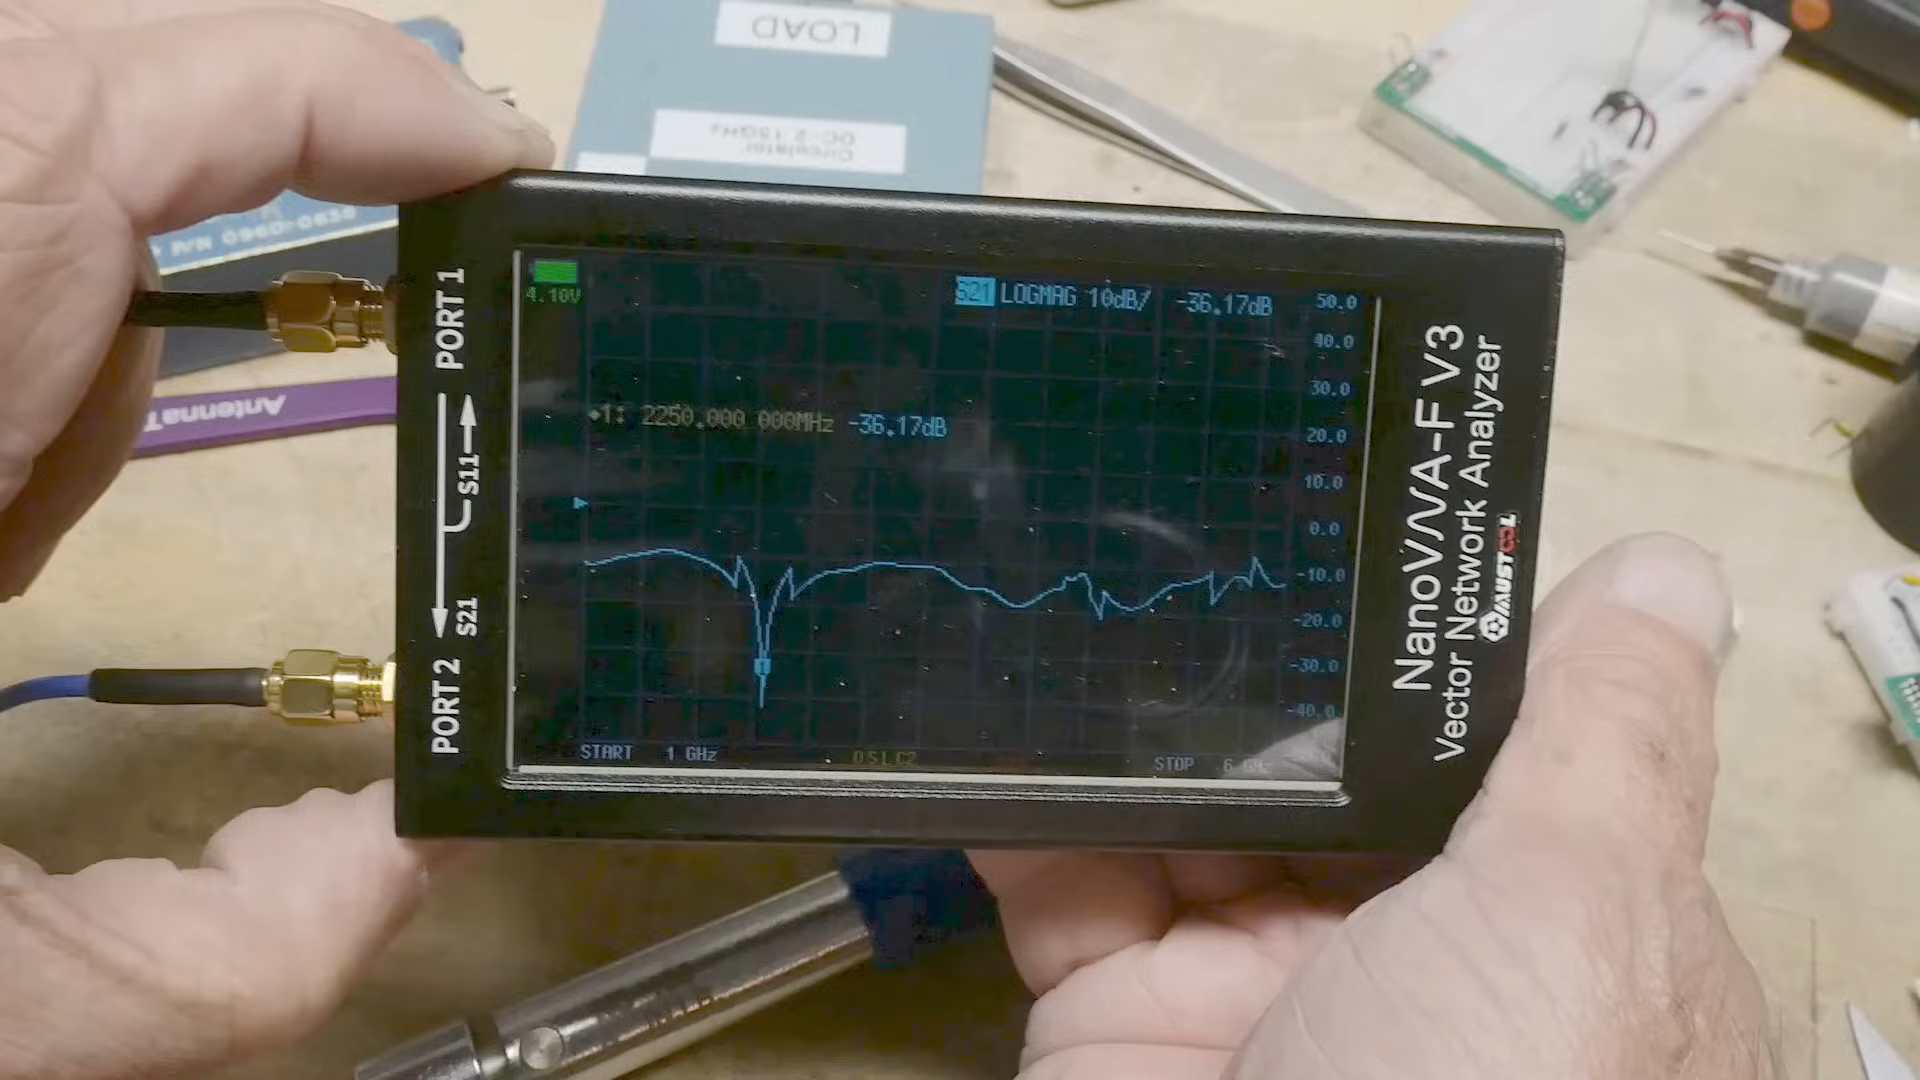 LOAD
Circulator
DC-2.15GHz
P/N 0960-0630
AntennaT
PORT 1
S11
S21
PORT 2
4.10V
S21 LOGMAG 10dB/ -36.17dB
50.0
40.0
30.0
1: 2250.000 000MHz -36.17dB
20.0
10.0
0.0
-10.0
-20.0
-30.0
1
-40.0
START 1 GHz
OSLC2
STOP 6 GHz
NanoVNA-F V3
Vector Network Analyzer